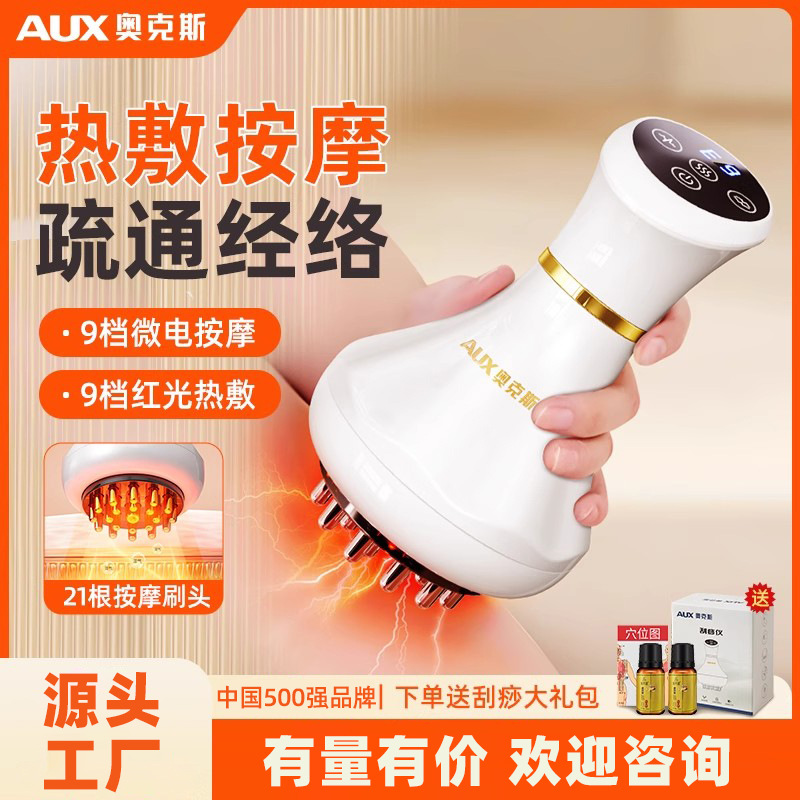 AUX奥克斯
热敷按摩
疏通经络
9档微电按摩
9档红光热敷
21根按摩刷头
AUX奥克斯
送
AUX奥克斯
刮痧仪
穴位图
源头
工厂
中国500强品牌| 下单送刮痧大礼包
有量有价 欢迎咨询